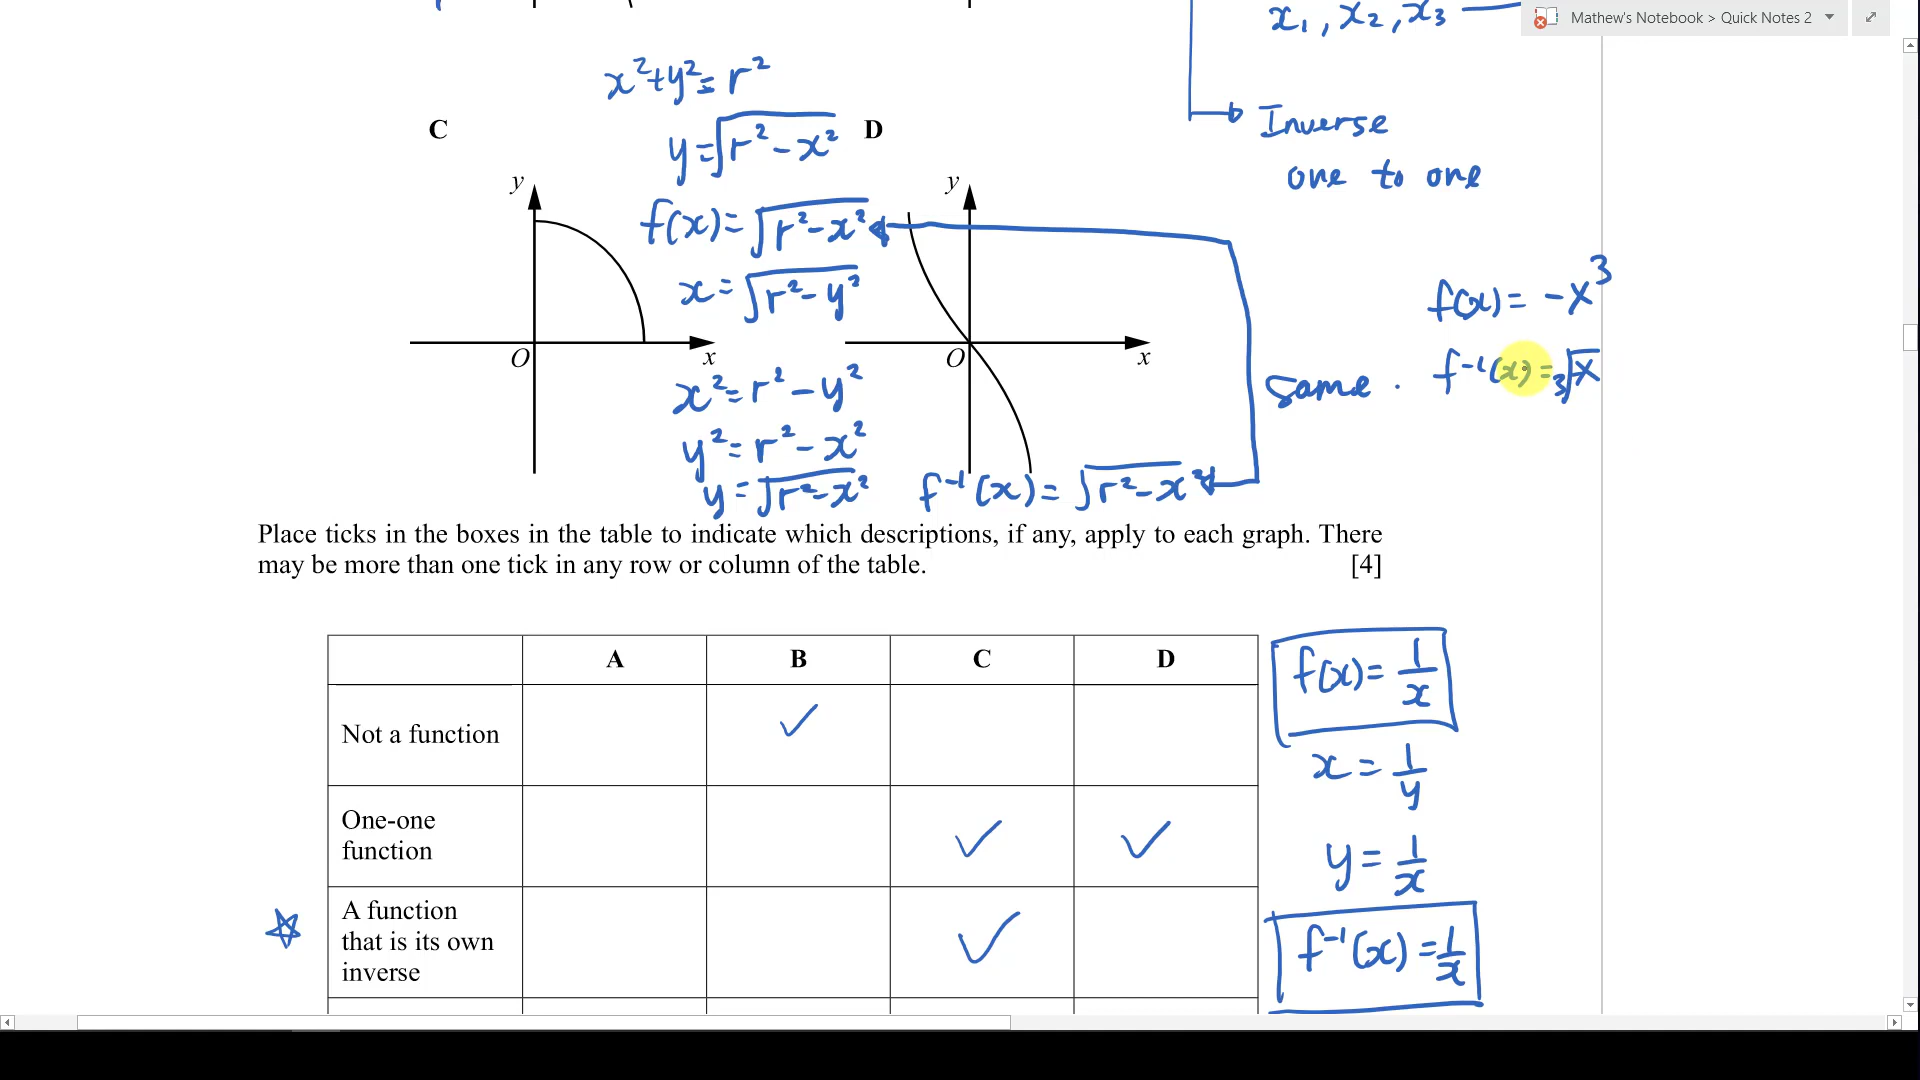 x₁, x₂, x₃
Mathew's Notebook > Quick Notes 2
x²+y²=r²
C
y=√(r²-x²)
D
Inverse
one to one
y
y
f(x)=√(r²-x²)
x=√(r²-y²)
f(x)= -x³
O
x
O
x
Same.
f⁻¹(x)=³√x
x²=r²-y²
y²=r²-x²
y=√(r²-x²)
f⁻¹(x)=√(r²-x²)
Place ticks in the boxes in the table to indicate which descriptions, if any, apply to each graph. There
may be more than one tick in any row or column of the table. [4]
A B C D
Not a function ✓
One-one
function ✓ ✓
A function
that is its own
inverse ✓
f(x)=1/x
x=1/y
y=1/x
f⁻¹(x)=1/x